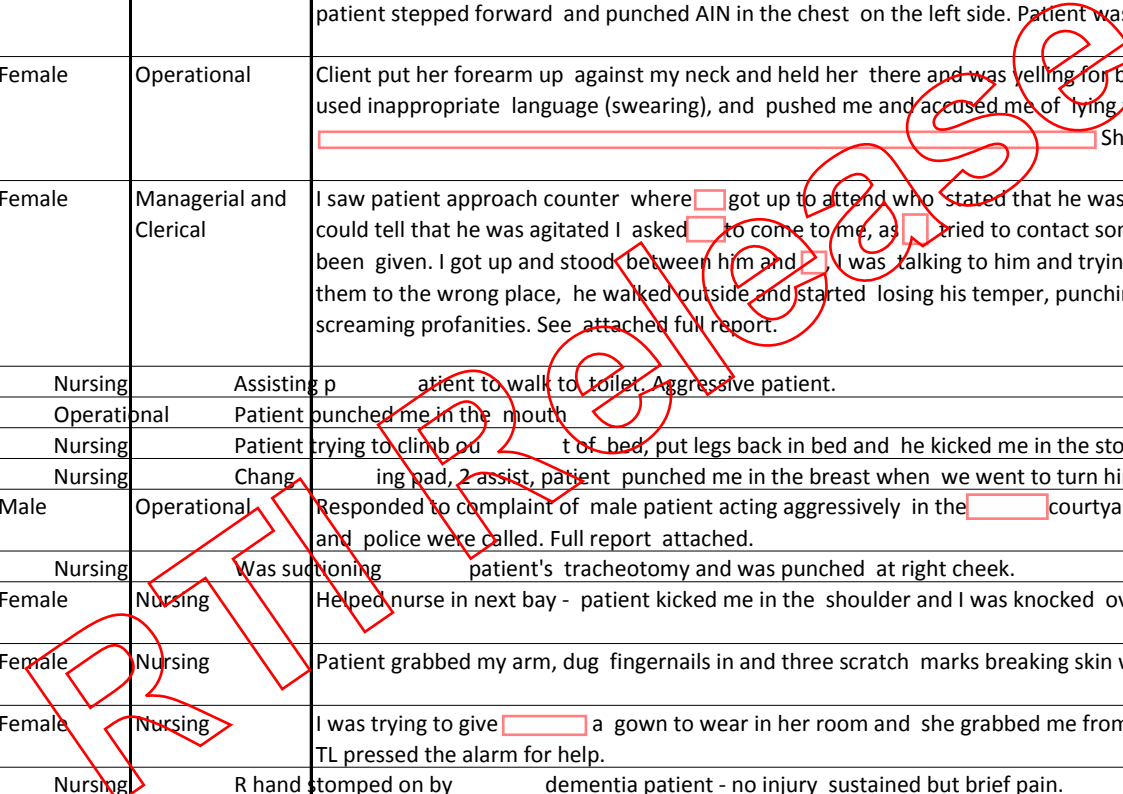 patient stepped forward and punched AIN in the chest on the left side. Patient was
Female Operational Client put her forearm up against my neck and held her there and was yelling for
used inappropriate language (swearing), and pushed me and accused me of lying
Sh
Female Managerial and I saw patient approach counter where got up to attend who stated that he was
Clerical could tell that he was agitated I asked to come to me, as tried to contact
been given. I got up and stood between him and , I was talking to him and
them to the wrong place, he walked outside and started losing his temper,
screaming profanities. See attached full report.
Nursing Assisting p atient to walk to toilet. Aggressive patient.
Operational Patient punched me in the mouth
Nursing Patient trying to climb ou t of bed, put legs back in bed and he kicked me in the
Nursing Chang ing pad, 2 assist, patient punched me in the breast when we went to turn
Male Operational Responded to complaint of male patient acting aggressively in the
and police were called. Full report attached.
Nursing Was suctioning patient's tracheotomy and was punched at right cheek.
Female Nursing Helped nurse in next bay - patient kicked me in the shoulder and I was knocked
Female Nursing Patient grabbed my arm, dug fingernails in and three scratch marks breaking skin
Female Nursing I was trying to give a gown to wear in her room and she grabbed me from
TL pressed the alarm for help.
Nursing R hand stomped on by dementia patient - no injury sustained but brief pain.
RTI Release